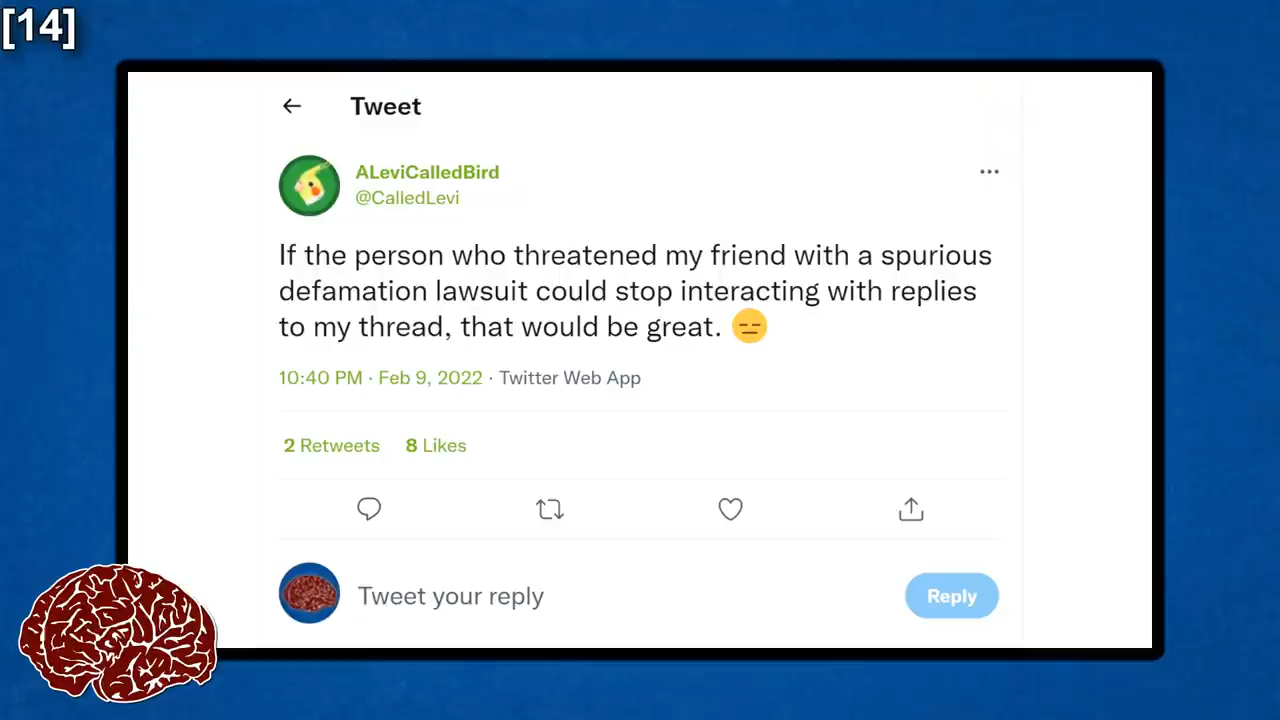 [14]
Tweet
ALeviCalledBird
@CalledLevi
If the person who threatened my friend with a spurious
defamation lawsuit could stop interacting with replies
to my thread, that would be great. 😑
10:40 PM · Feb 9, 2022 · Twitter Web App
2 Retweets 8 Likes
Tweet your reply
Reply